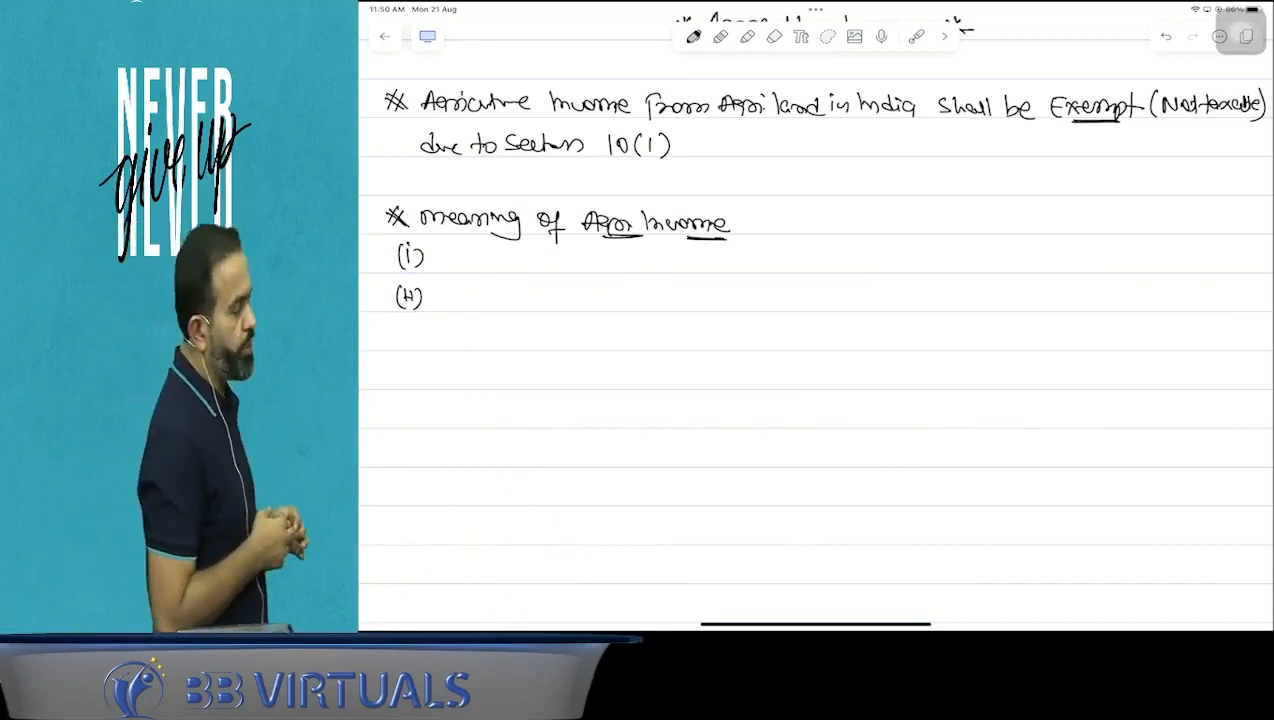 11:50 AM Mon 21 Aug
86%
NEVER
give up
NEVER
* Agriculture Income from Agri land in India shall be Exempt (Not taxable)
due to Section 10(1)
* meaning of Agri Income
(i)
(ii)
BB VIRTUALS